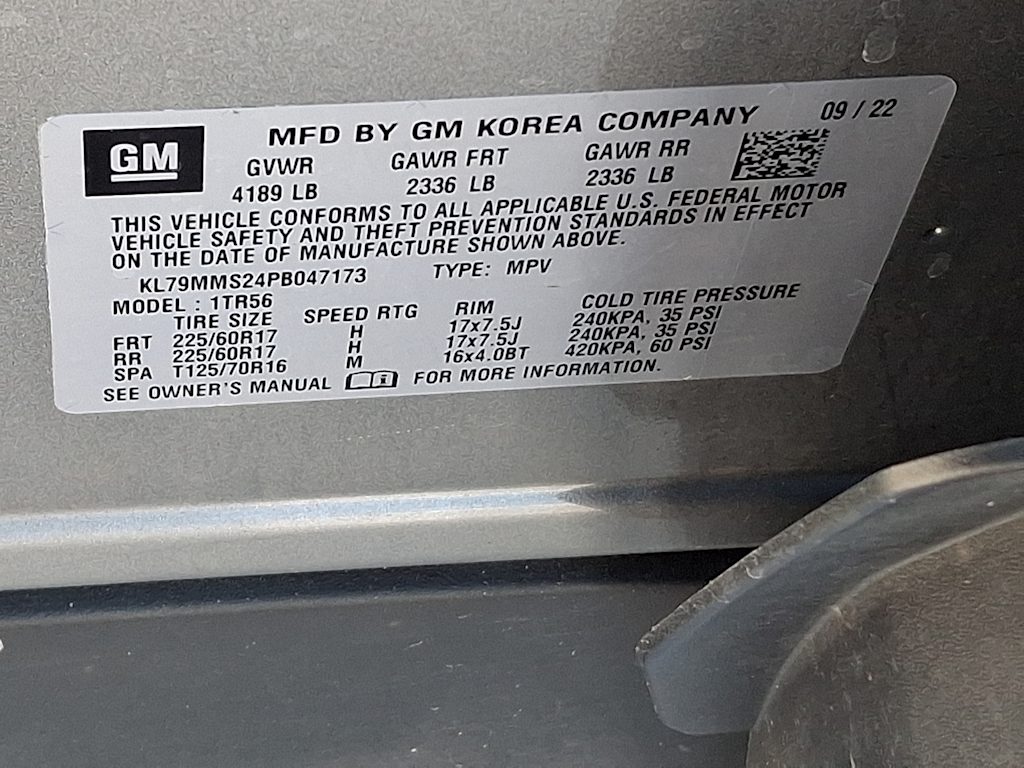 GM
MFD BY GM KOREA COMPANY 09 / 22
GVWR GAWR FRT GAWR RR
4189 LB 2336 LB 2336 LB
THIS VEHICLE CONFORMS TO ALL APPLICABLE U.S. FEDERAL MOTOR
VEHICLE SAFETY AND THEFT PREVENTION STANDARDS IN EFFECT
ON THE DATE OF MANUFACTURE SHOWN ABOVE.
KL79MMS24PB047173 TYPE: MPV
MODEL : 1TR56
TIRE SIZE SPEED RTG RIM COLD TIRE PRESSURE
FRT 225/60R17 H 17x7.5J 240KPA, 35 PSI
RR 225/60R17 H 17x7.5J 240KPA, 35 PSI
SPA T125/70R16 M 16x4.0BT 420KPA, 60 PSI
SEE OWNER'S MANUAL FOR MORE INFORMATION.